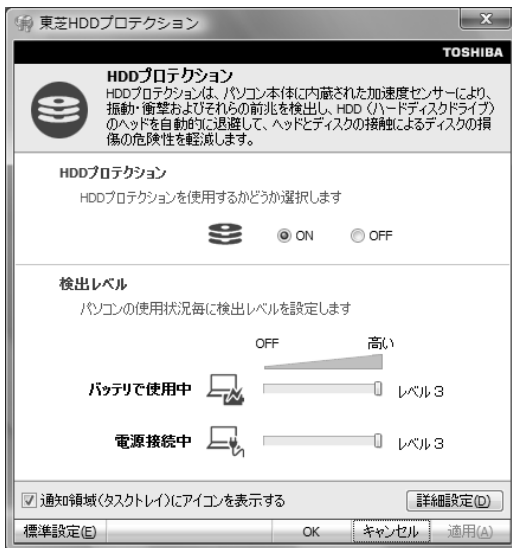 東芝HDDプロテクション
TOSHIBA
HDDプロテクション
HDDプロテクションは、パソコン本体に内蔵された加速度センサーにより、
振動・衝撃およびそれらの前兆を検出し、HDD（ハードディスクドライブ）
のヘッドを自動的に退避して、ヘッドとディスクの接触によるディスクの損
傷の危険性を軽減します。
HDDプロテクション
HDDプロテクションを使用するかどうか選択します
ON OFF
検出レベル
パソコンの使用状況毎に検出レベルを設定します
OFF 高い
バッテリで使用中 レベル 3
電源接続中 レベル 3
通知領域(タスクトレイ)にアイコンを表示する 詳細設定(D)
標準設定(E) OK キャンセル 適用(A)